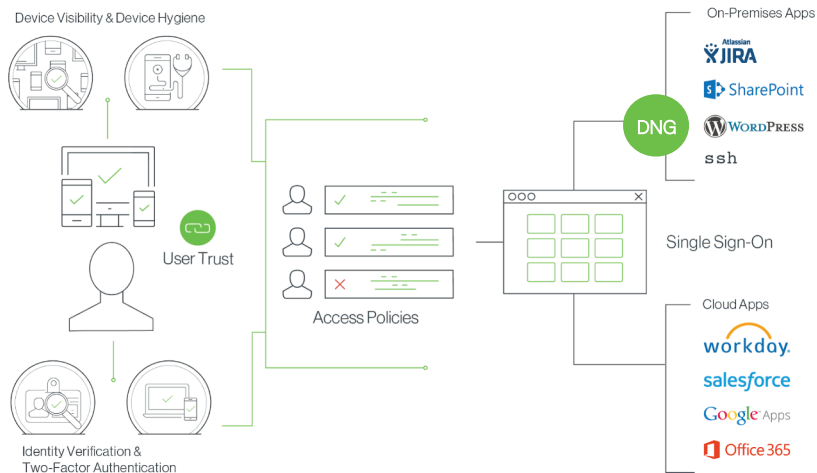 Device Visibility & Device Hygiene
User Trust
Identity Verification &
Two-Factor Authentication
Access Policies
Single Sign-On
DNG
On-Premises Apps
Atlassian
JIRA
S SharePoint
W WORDPRESS
ssh
Cloud Apps
workday.
salesforce
Google Apps
Office 365